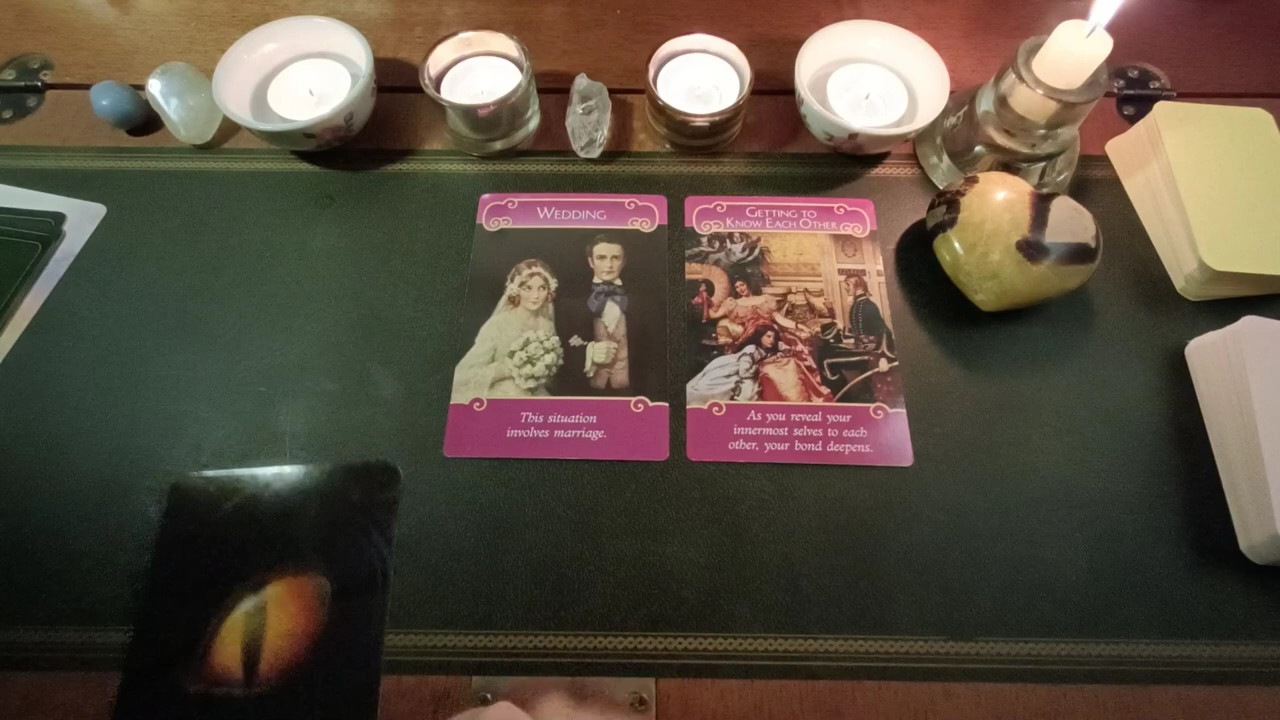 WEDDING
This situation
involves marriage.
GETTING TO
KNOW EACH OTHER
As you reveal your
innermost selves to each
other, your bond deepens.